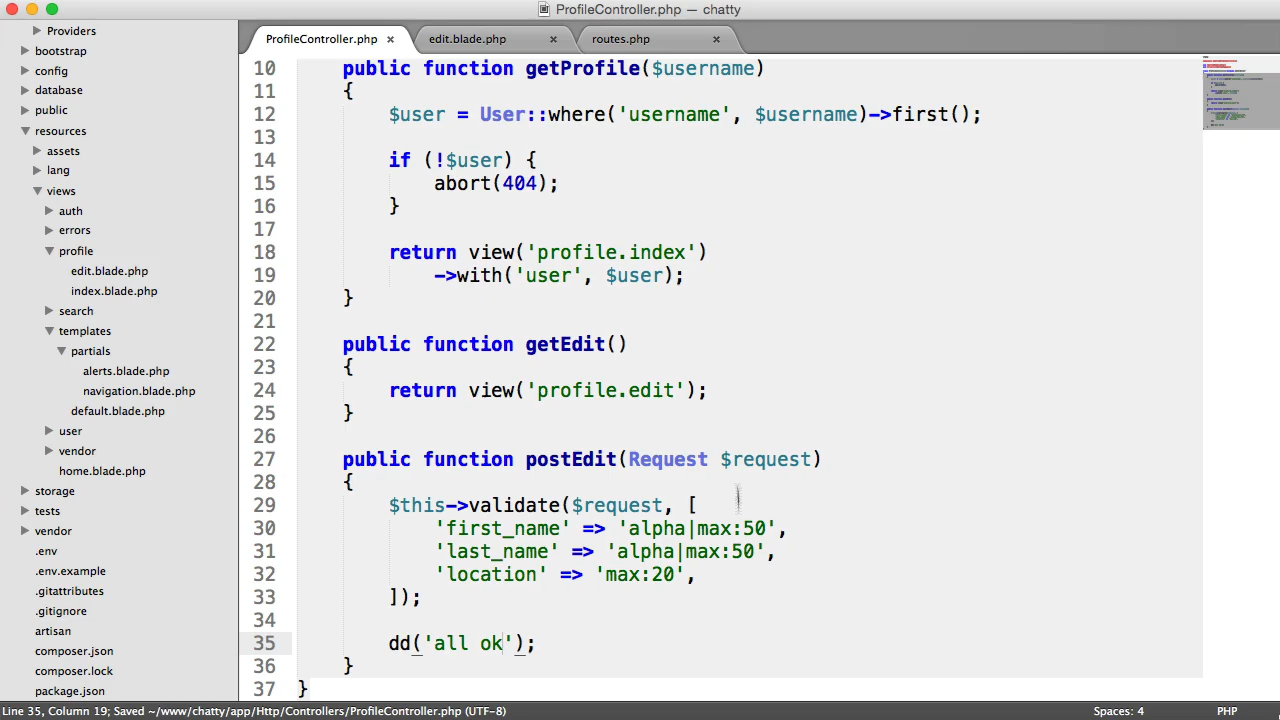 ProfileController.php — chatty
Providers
bootstrap
config
database
public
resources
assets
lang
views
auth
errors
profile
edit.blade.php
index.blade.php
search
templates
partials
alerts.blade.php
navigation.blade.php
default.blade.php
user
vendor
home.blade.php
storage
tests
vendor
.env
.env.example
.gitattributes
.gitignore
artisan
composer.json
composer.lock
package.json
ProfileController.php × edit.blade.php × routes.php ×
10 public function getProfile($username)
11 {
12 $user = User::where('username', $username)->first();
13
14 if (!$user) {
15 abort(404);
16 }
17
18 return view('profile.index')
19 ->with('user', $user);
20 }
21
22 public function getEdit()
23 {
24 return view('profile.edit');
25 }
26
27 public function postEdit(Request $request)
28 {
29 $this->validate($request, [
30 'first_name' => 'alpha|max:50',
31 'last_name' => 'alpha|max:50',
32 'location' => 'max:20',
33 ]);
34
35 dd('all ok');
36 }
37 }
Line 35, Column 19; Saved ~/www/chatty/app/Http/Controllers/ProfileController.php (UTF-8) Spaces: 4 PHP